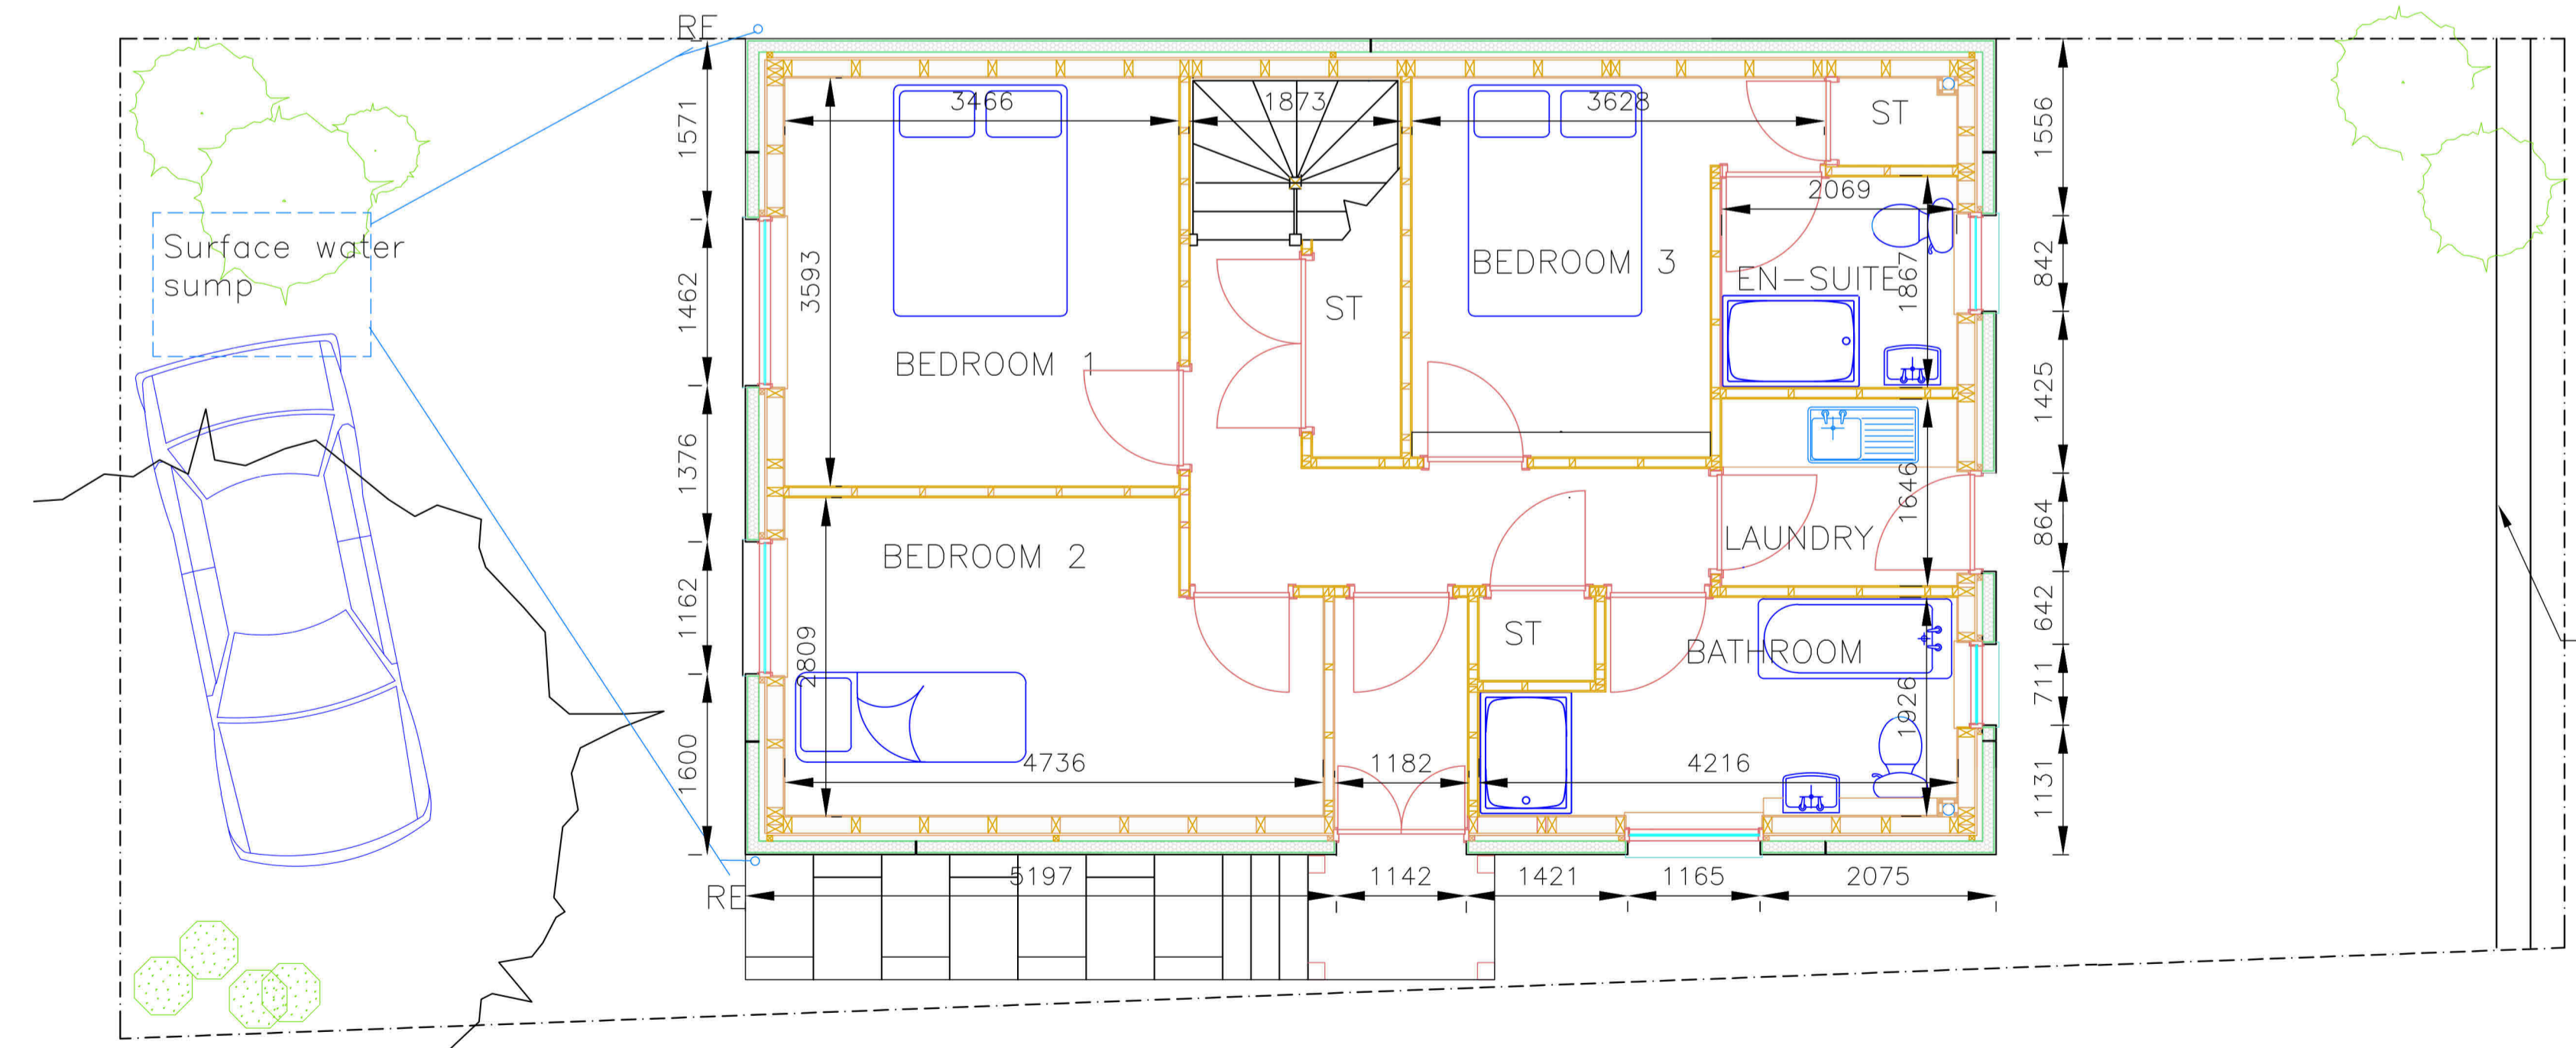 RE
3466
1873
3628
ST
1571
1556
2069
Surface water
sump
3593
ST
BEDROOM 3
EN-SUITE
1867
842
1462
BEDROOM 1
1425
1376
1646
864
BEDROOM 2
LAUNDRY
1162
2809
ST
BATHROOM
642
711
1926
1600
4736
1182
4216
1131
RE
5197
1142
1421
1165
2075